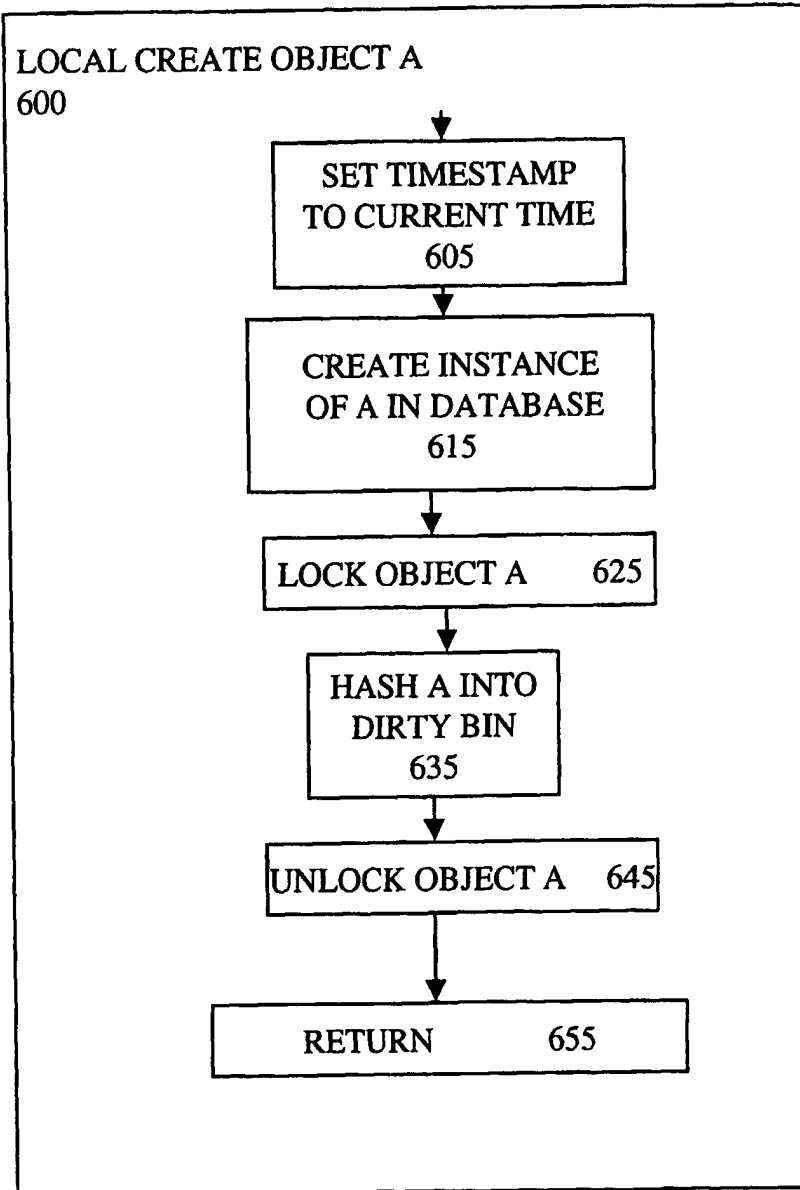 LOCAL CREATE OBJECT A
600
SET TIMESTAMP
TO CURRENT TIME
605
CREATE INSTANCE
OF A IN DATABASE
615
LOCK OBJECT A 625
HASH A INTO
DIRTY BIN
635
UNLOCK OBJECT A 645
RETURN 655